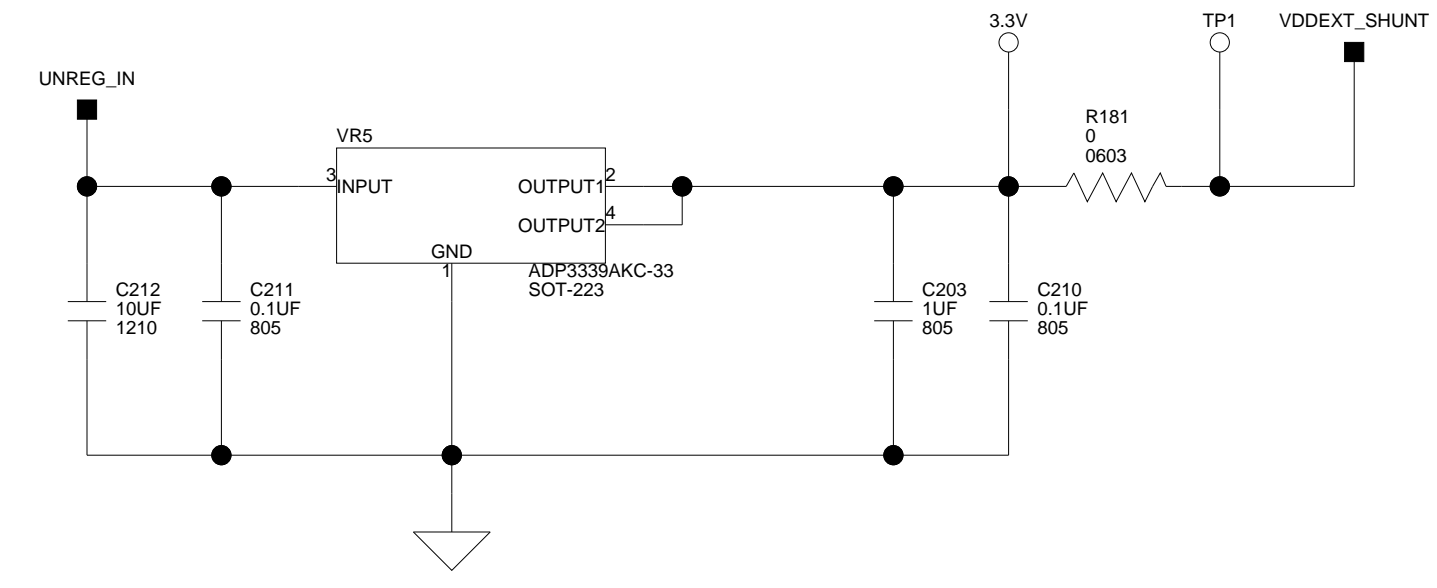 3.3V
TP1
VDDEXT_SHUNT
UNREG_IN
R181
0
0603
VR5
3
INPUT
OUTPUT1
2
OUTPUT2
4
GND
1
ADP3339AKC-33
SOT-223
C212
10UF
1210
C211
0.1UF
805
C203
1UF
805
C210
0.1UF
805